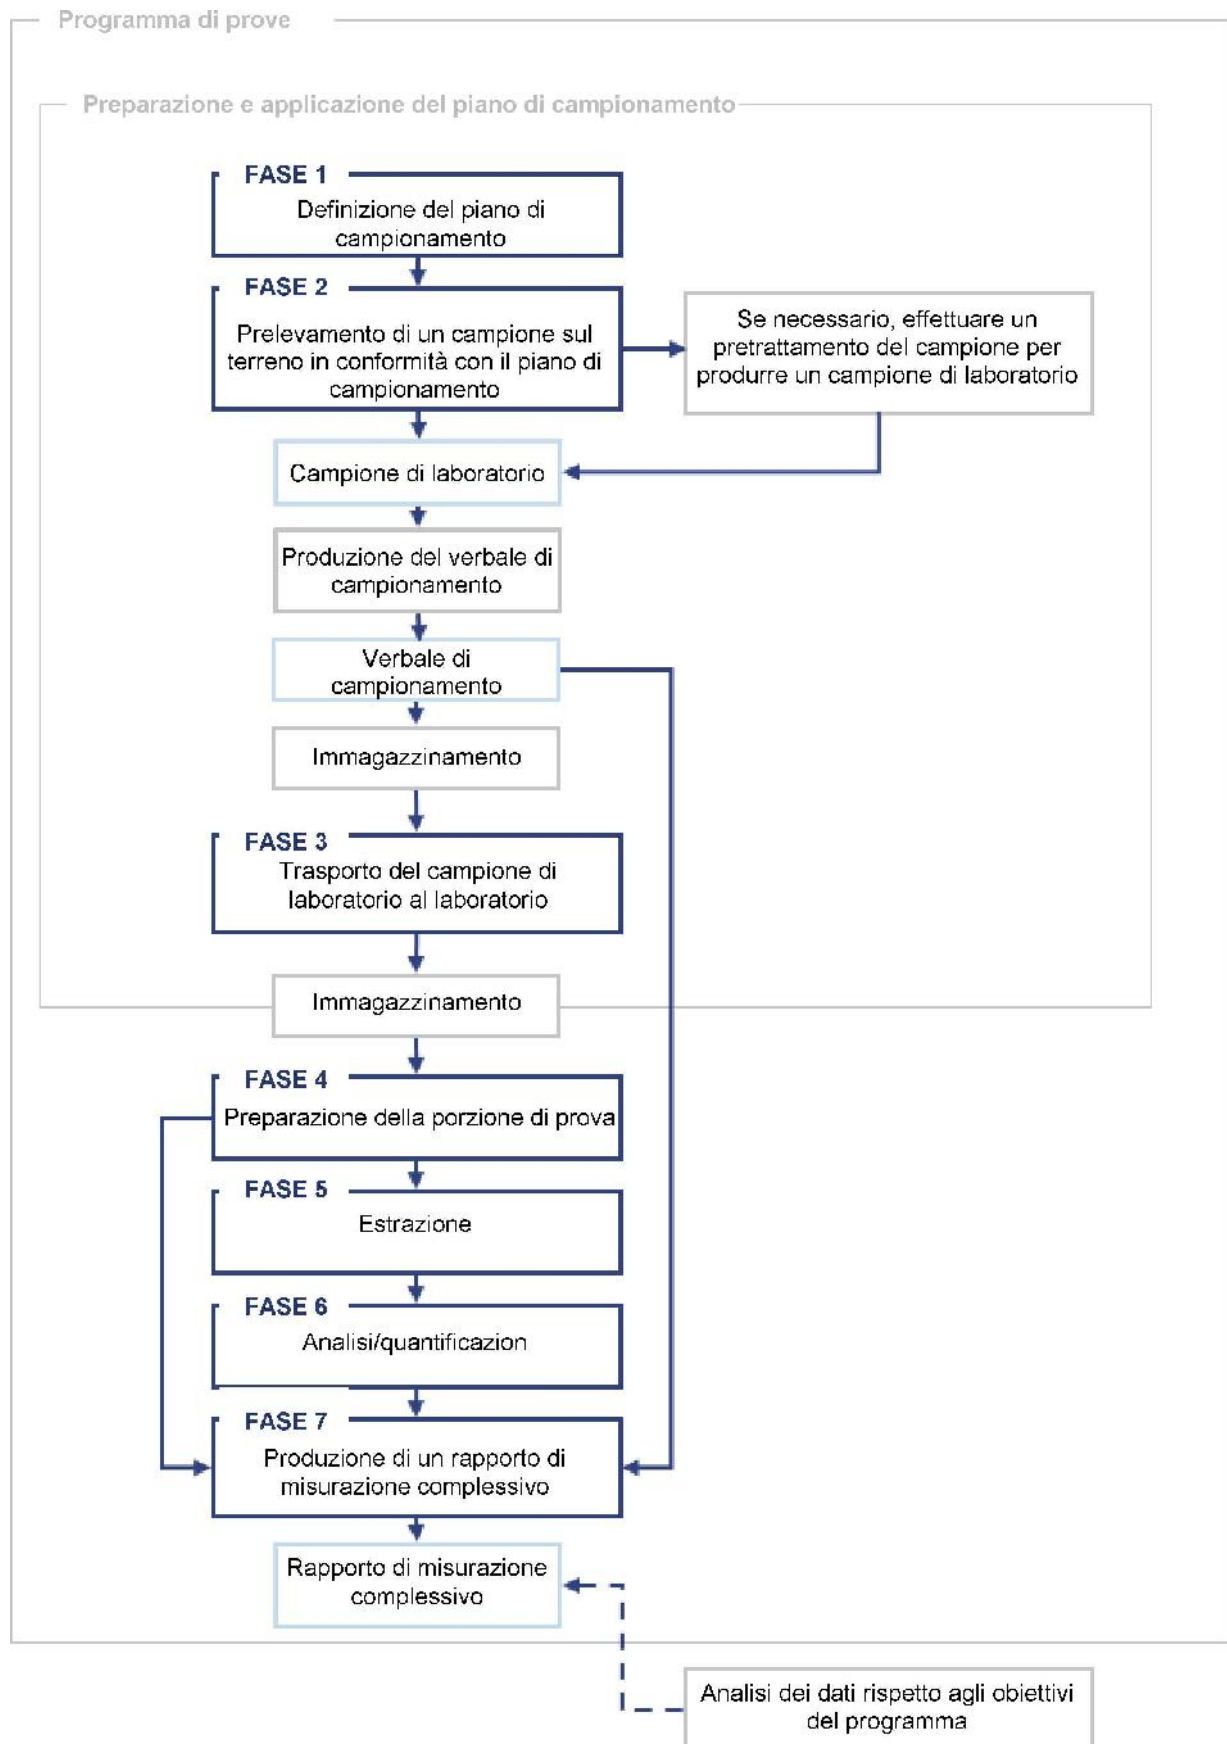 Programma di prove
Preparazione e applicazione del piano di campionamento
FASE 1
Definizione del piano di
campionamento
FASE 2
Prelevamento di un campione sul
terreno in conformità con il piano di
campionamento
Se necessario, effettuare un
pretrattamento del campione per
produrre un campione di laboratorio
Campione di laboratorio
Produzione del verbale di
campionamento
Verbale di
campionamento
Immagazzinamento
FASE 3
Trasporto del campione di
laboratorio al laboratorio
Immagazzinamento
FASE 4
Preparazione della porzione di prova
FASE 5
Estrazione
FASE 6
Analisi/quantificazion
FASE 7
Produzione di un rapporto di
misurazione complessivo
Rapporto di misurazione
complessivo
Analisi dei dati rispetto agli obiettivi
del programma